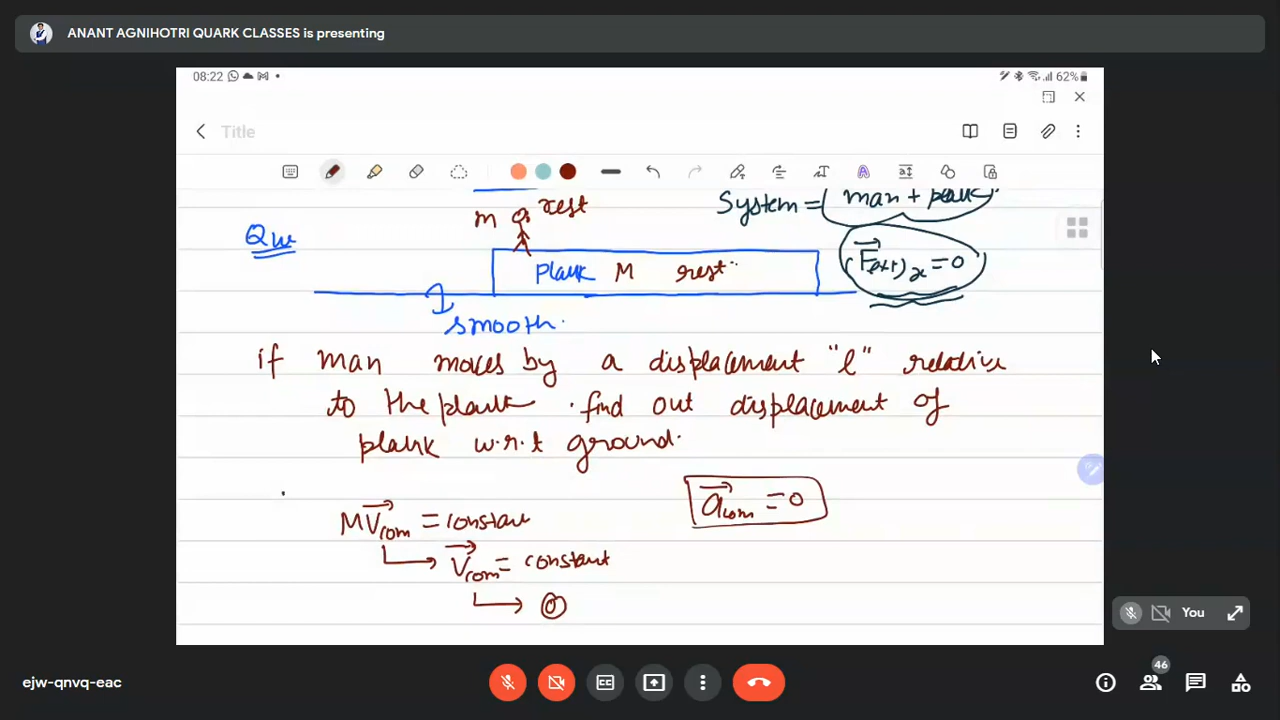 ANANT AGNIHOTRI QUARK CLASSES is presenting
08:22
62%
Title
System = (man + plank)
m rest
Qu
(F ext)x = 0
plank M rest
smooth.
if man moves by a displacement "l" relative
to the plank. find out displacement of
plank w.r.t ground.
a com = 0
MV com = constant
V com = constant
0
You
ejw-qnvq-eac
CC
46